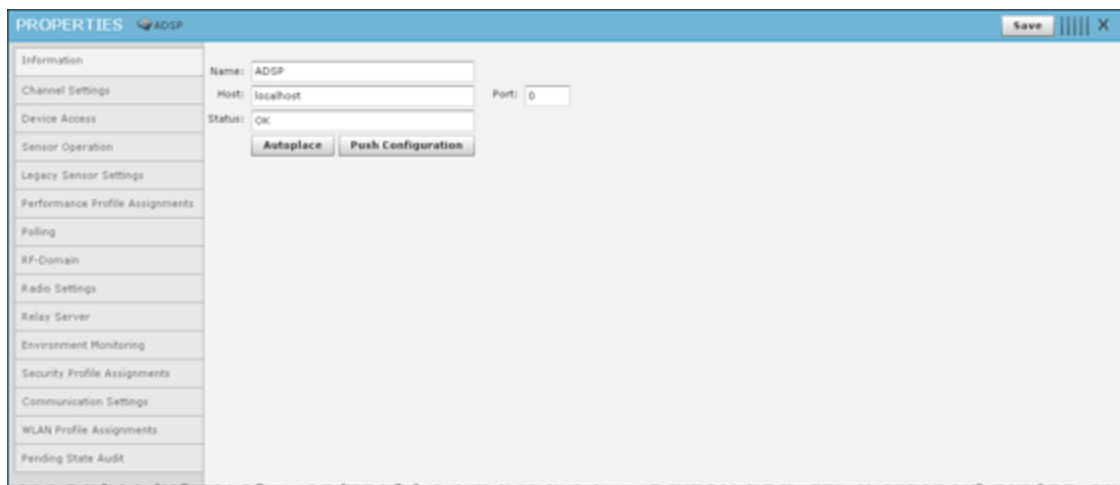 PROPERTIES ADSP Save X
Information
Name: ADSP
Channel Settings
Host: localhost Port: 0
Device Access
Status: OK
Sensor Operation
Autoplace Push Configuration
Legacy Sensor Settings
Performance Profile Assignments
Polling
RF-Domain
Radio Settings
Relay Server
Environment Monitoring
Security Profile Assignments
Communication Settings
WLAN Profile Assignments
Pending State Audit